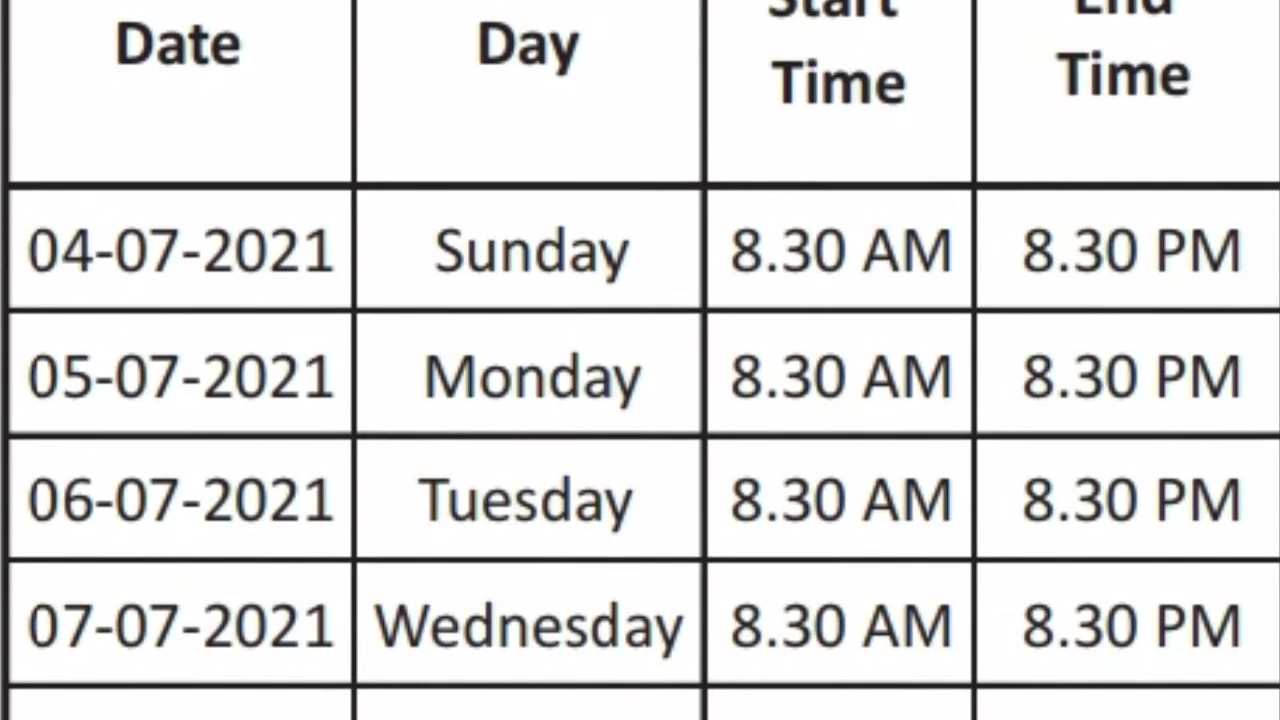 Date Day Start Time End Time
04-07-2021 Sunday 8.30 AM 8.30 PM
05-07-2021 Monday 8.30 AM 8.30 PM
06-07-2021 Tuesday 8.30 AM 8.30 PM
07-07-2021 Wednesday 8.30 AM 8.30 PM